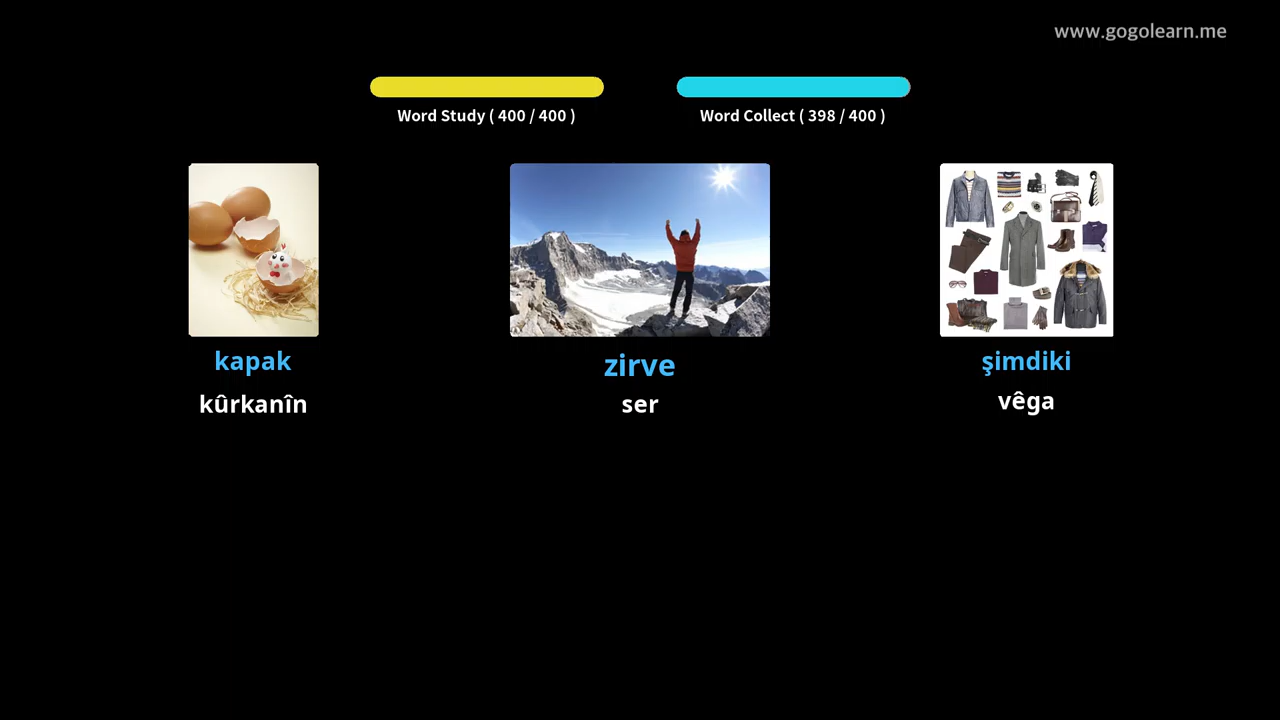 www.gogolearn.me
Word Study ( 400 / 400 )
Word Collect ( 398 / 400 )
kapak
zirve
şimdiki
kûrkanîn
ser
vêga